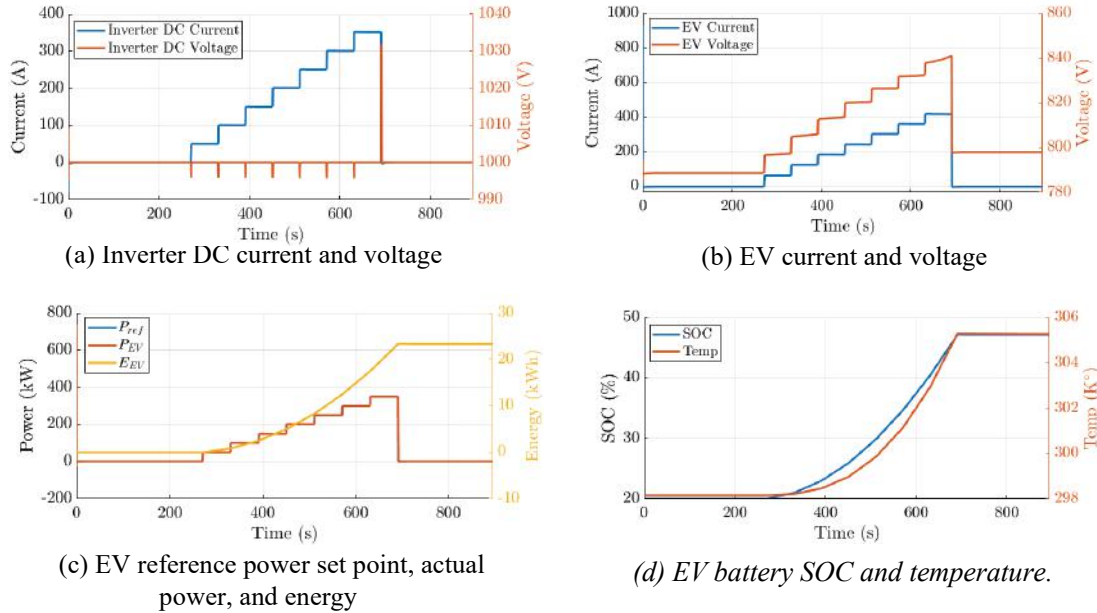 400
300
200
100
0
-100
Current (A)
Inverter DC Current
Inverter DC Voltage
1040
1030
1020
1010
1000
990
Voltage (V)
0 200 400 600 800
Time (s)
(a) Inverter DC current and voltage
1000
800
600
400
200
0
Current (A)
EV Current
EV Voltage
860
840
820
800
780
Voltage (V)
0 200 400 600 800
Time (s)
(b) EV current and voltage
800
600
400
200
0
-200
Power (kW)
P_ref
P_EV
E_EV
30
20
10
0
-10
Energy (kWh)
0 200 400 600 800
Time (s)
(c) EV reference power set point, actual
power, and energy
50
40
30
20
SOC (%)
SOC
Temp
306
304
302
300
298
Temp (K°)
0 200 400 600 800
Time (s)
(d) EV battery SOC and temperature.